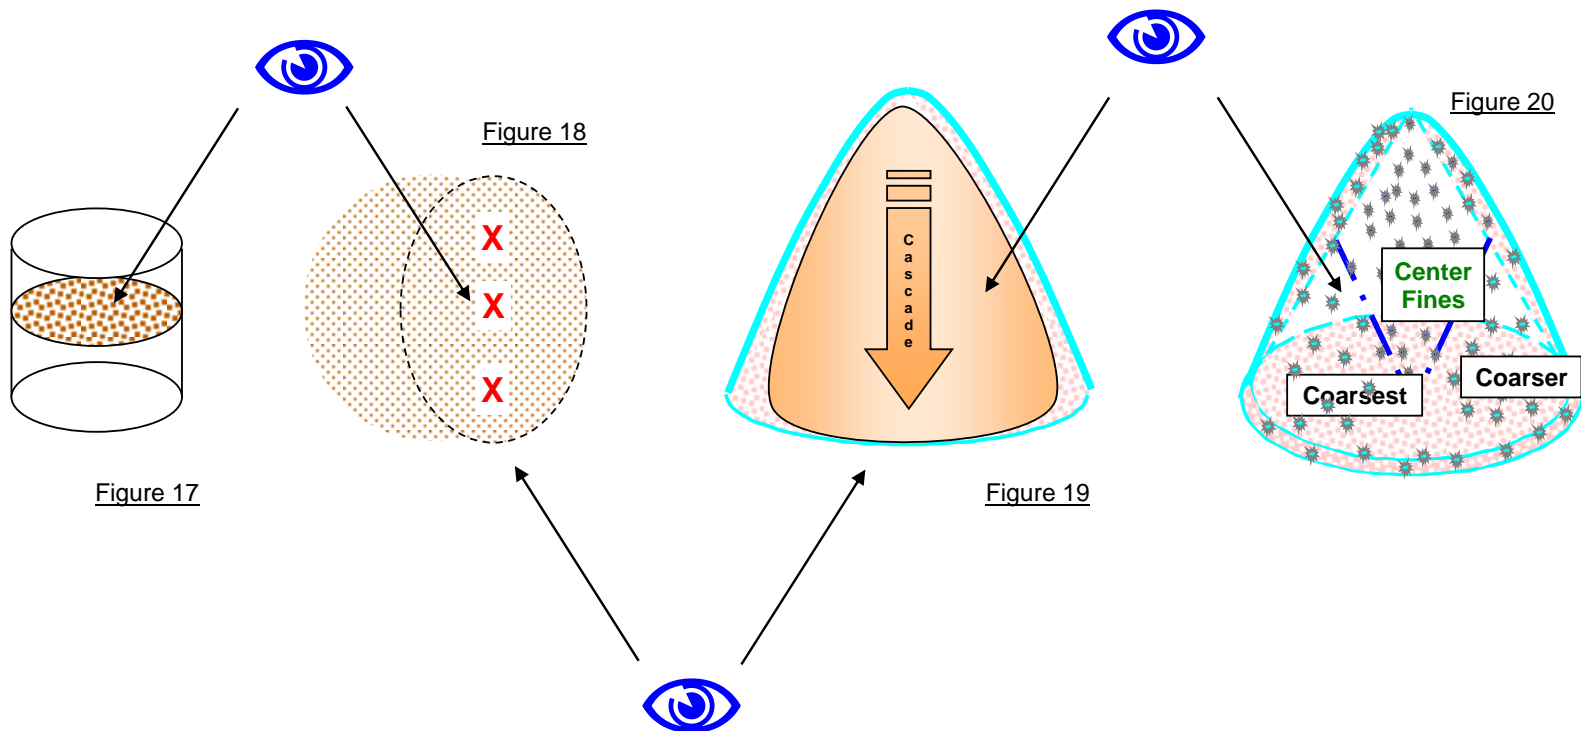 Figure 17
Figure 18
X
X
X
Cascade
Figure 19
Figure 20
Center
Fines
Coarsest
Coarser